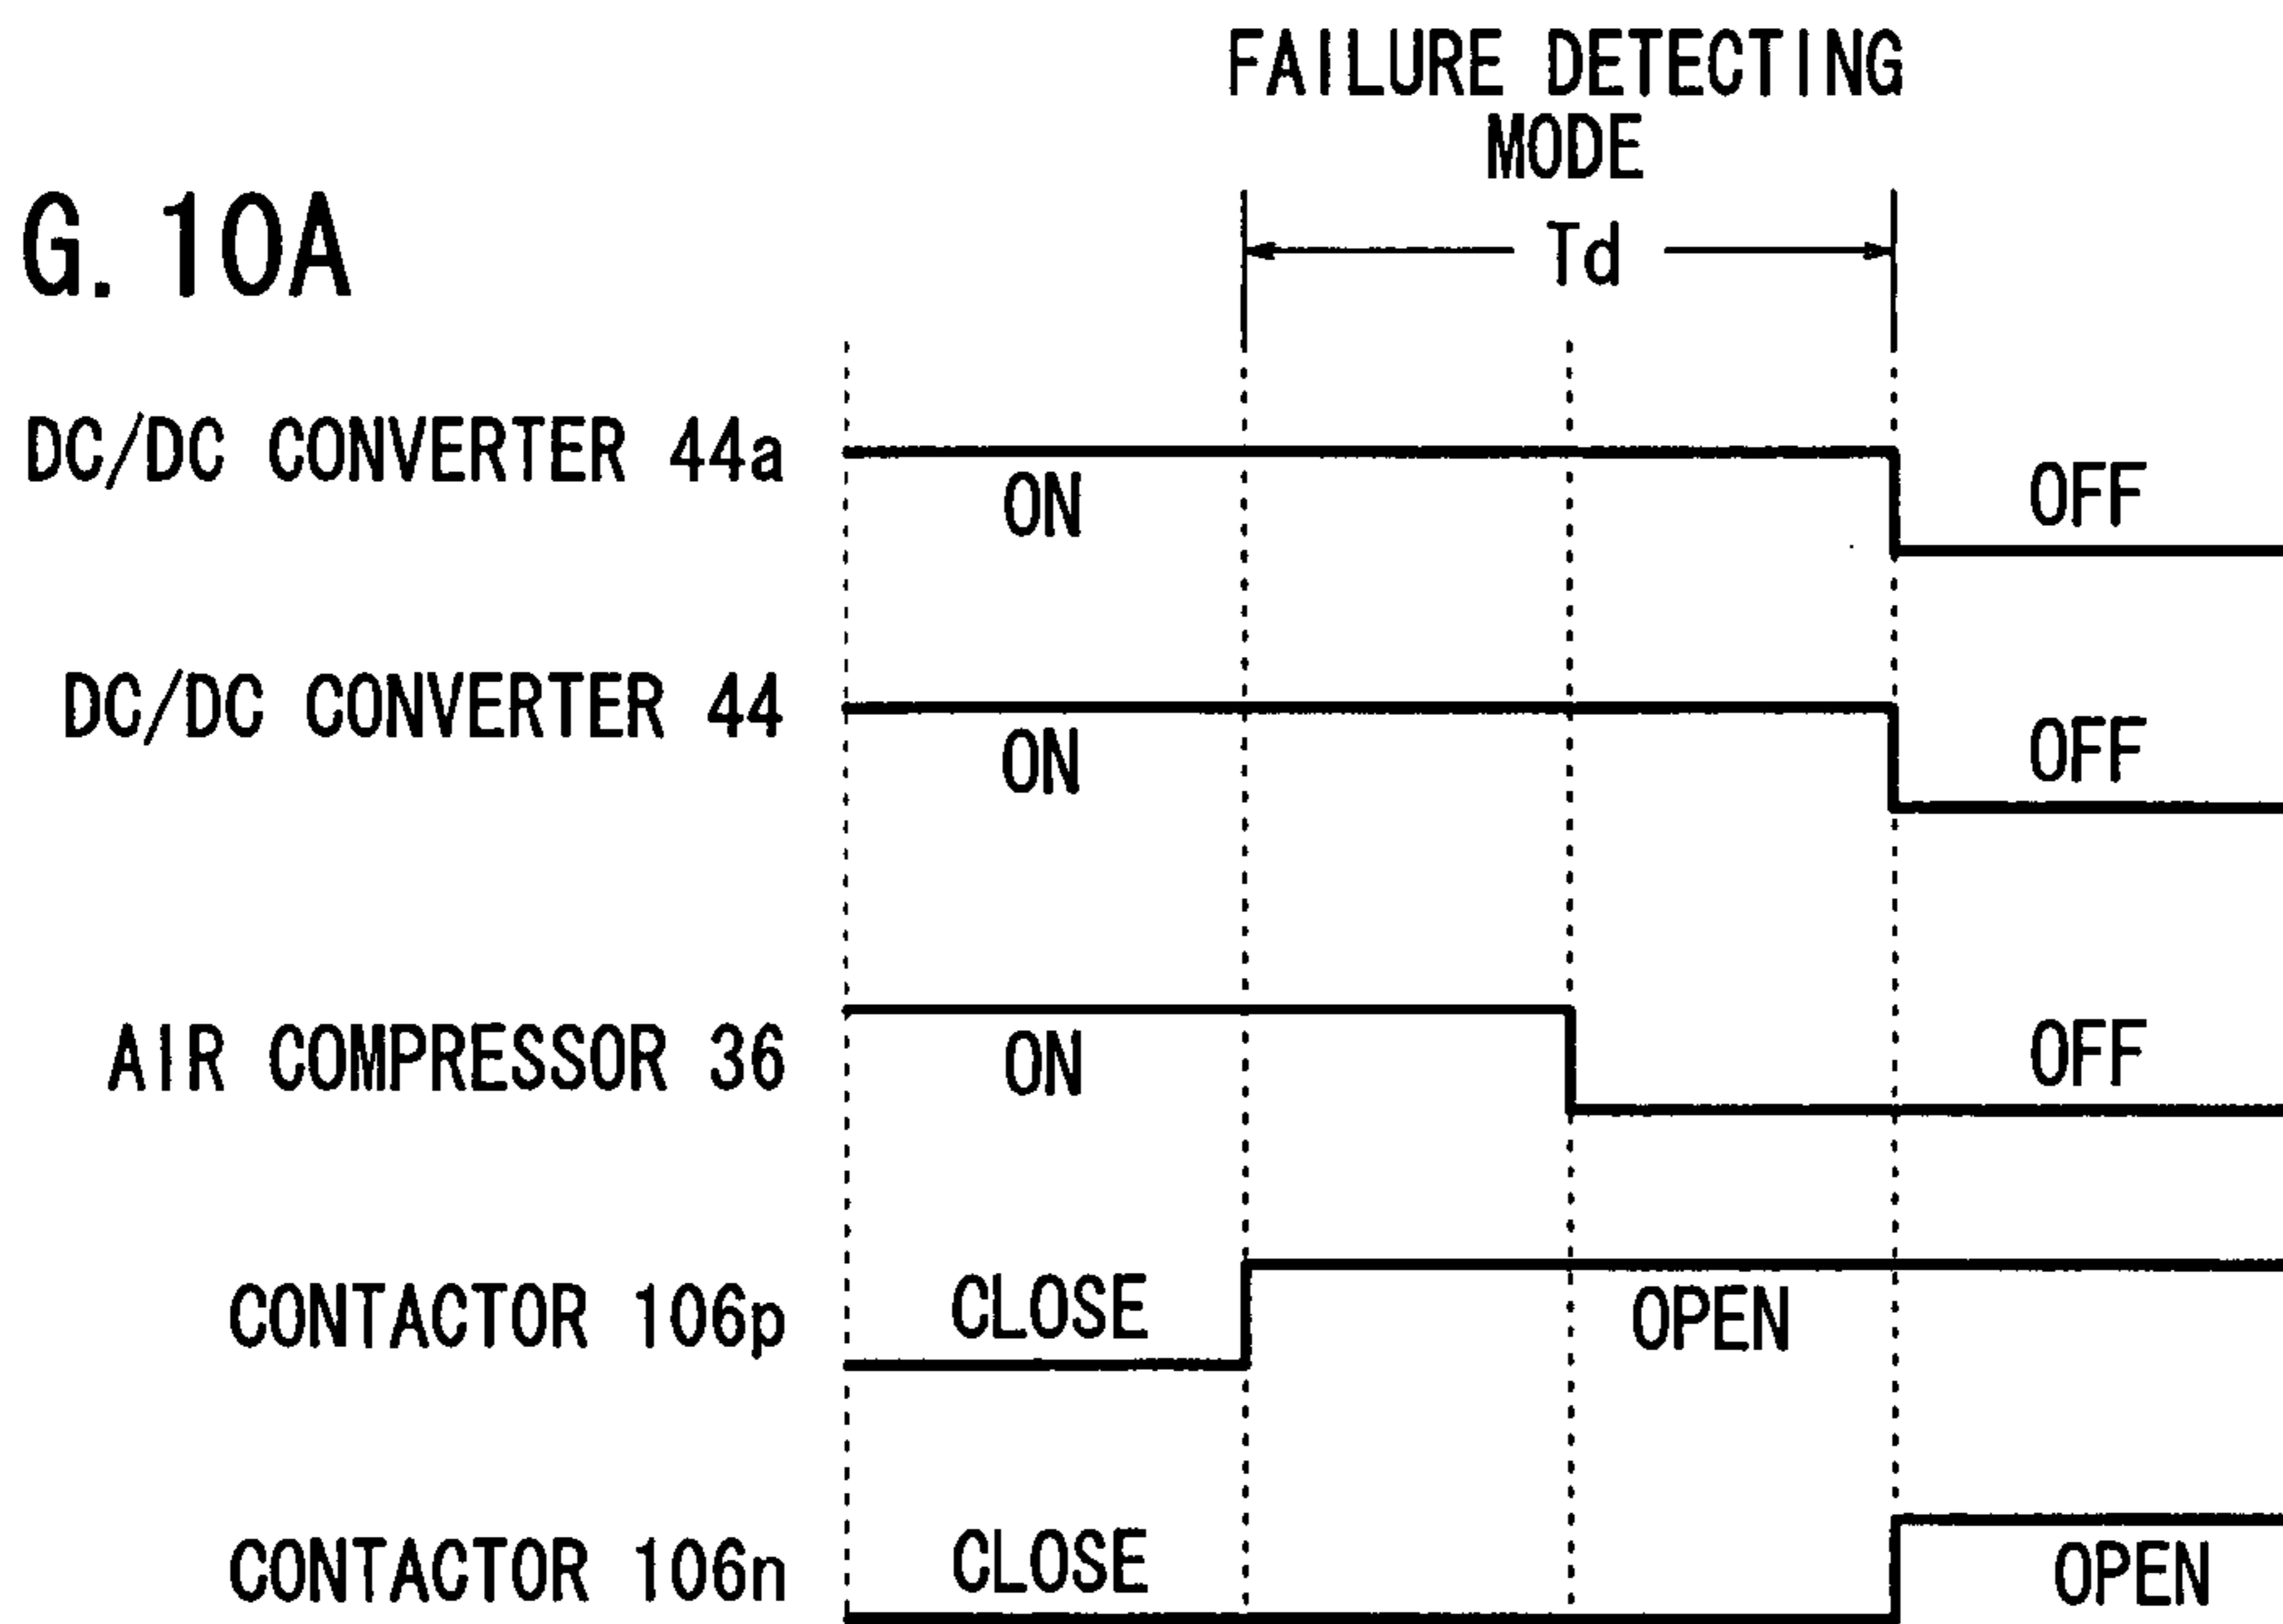 FAILURE DETECTING
MODE
G. 10A
Td
DC/DC CONVERTER 44a
ON
OFF
DC/DC CONVERTER 44
ON
OFF
AIR COMPRESSOR 36
ON
OFF
CONTACTOR 106p
CLOSE
OPEN
CONTACTOR 106n
CLOSE
OPEN